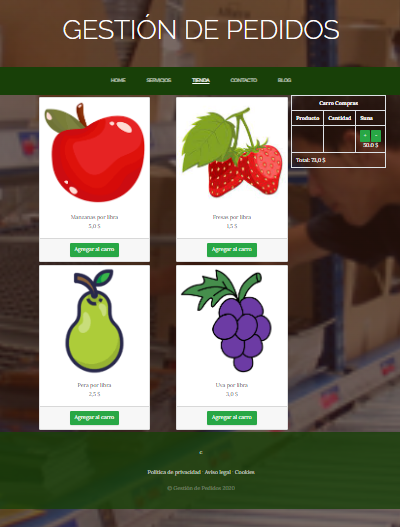 GESTIÓN DE PEDIDOS
HOME SERVICIOS TIENDA CONTACTO BLOG
Manzanas por libra
5,0 $
Agregar al carro
Fresas por libra
1,5 $
Agregar al carro
Carro Compras
Producto Cantidad Suma
+ -
50.0 $
Total: 73,0 $
Pera por libra
2,5 $
Agregar al carro
Uva por libra
3,0 $
Agregar al carro
Política de privacidad Aviso legal Cookies
© Gestión de Pedidos 2020